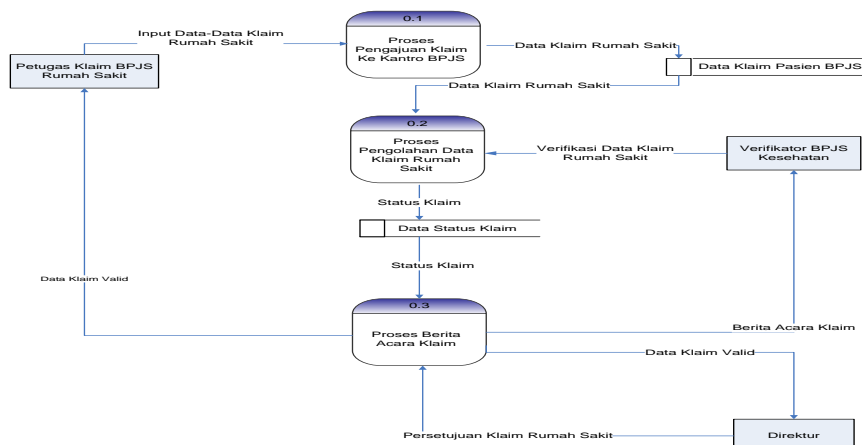 0.1
Input Data-Data Klaim
Rumah Sakit
Proses
Pengajuan Klaim
Ke Kantro BPJS
Data Klaim Rumah Sakit
Petugas Klaim BPJS
Rumah Sakit
Data Klaim Pasien BPJS
Data Klaim Rumah Sakit
0.2
Proses
Pengolahan Data
Klaim Rumah
Sakit
Verifikasi Data Klaim
Rumah Sakit
Verifikator BPJS
Kesehatan
Status Klaim
Data Status Klaim
Status Klaim
Data Klaim Valid
0.3
Proses Berita
Acara Klaim
Berita Acara Klaim
Data Klaim Valid
Persetujuan Klaim Rumah Sakit
Direktur